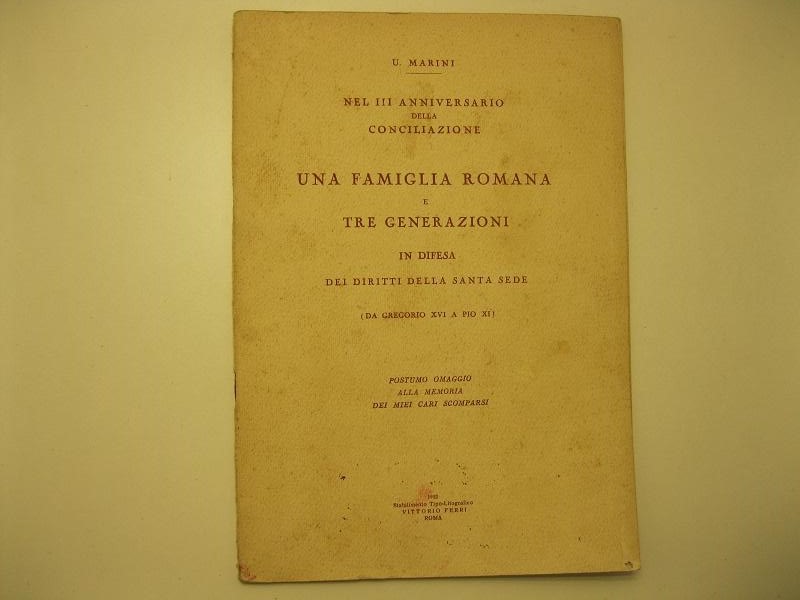 U. MARINI
NEL III ANNIVERSARIO
DELLA
CONCILIAZIONE
UNA FAMIGLIA ROMANA
E
TRE GENERAZIONI
IN DIFESA
DEI DIRITTI DELLA SANTA SEDE
(DA GREGORIO XVI A PIO XI)
POSTUMO OMAGGIO
ALLA MEMORIA
DEI MIEI CARI SCOMPARSI
Stabilimento Tipo-Litografico
VITTORIO FERRI
ROMA